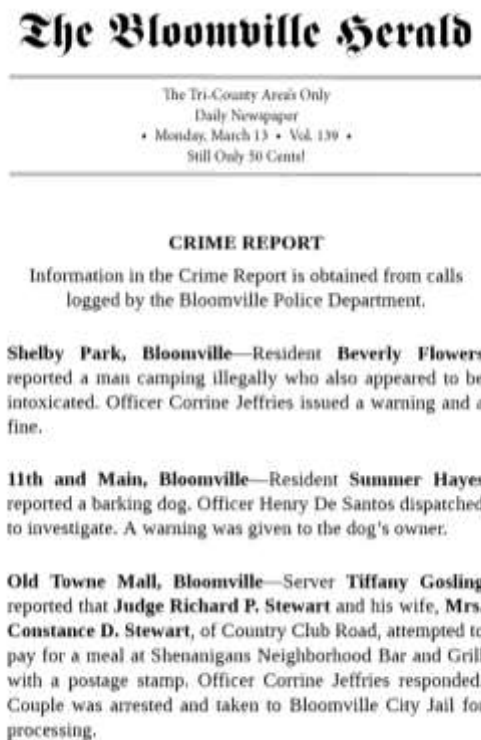 The Bloomville Herald
The Tri-County Area's Only
Daily Newspaper
• Monday, March 13 • Vol. 139 •
Still Only 50 Cents!
CRIME REPORT
Information in the Crime Report is obtained from calls
logged by the Bloomville Police Department.
Shelby Park, Bloomville—Resident Beverly Flowers
reported a man camping illegally who also appeared to be
intoxicated. Officer Corrine Jeffries issued a warning and a
fine.
11th and Main, Bloomville—Resident Summer Hayes
reported a barking dog. Officer Henry De Santos dispatched
to investigate. A warning was given to the dog's owner.
Old Towne Mall, Bloomville—Server Tiffany Gosling
reported that Judge Richard P. Stewart and his wife, Mrs.
Constance D. Stewart, of Country Club Road, attempted to
pay for a meal at Shenanigans Neighborhood Bar and Grill
with a postage stamp. Officer Corrine Jeffries responded.
Couple was arrested and taken to Bloomville City Jail for
processing.